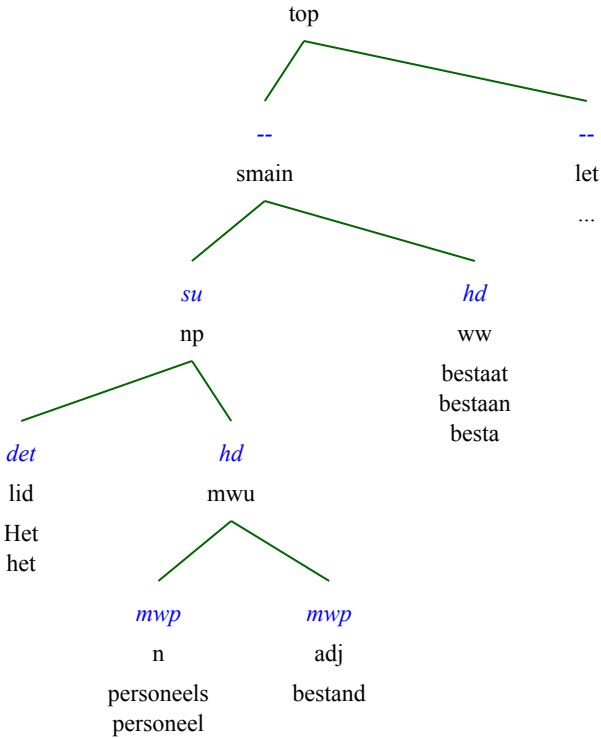 top
-- --
smain let
...
su hd
np ww
bestaat
bestaan
besta
det hd
lid mwu
Het
het
mwp mwp
n adj
personeels bestand
personeel